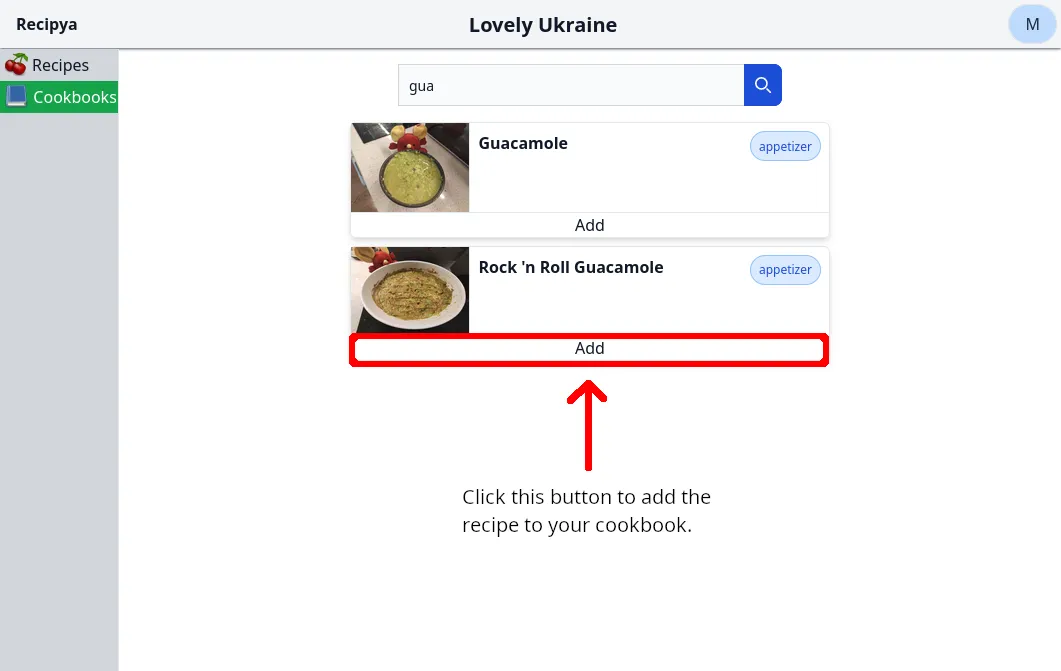 Recipya
Lovely Ukraine
M
Recipes
Cookbooks
gua
Guacamole
appetizer
Add
Rock 'n Roll Guacamole
appetizer
Add
Click this button to add the
recipe to your cookbook.